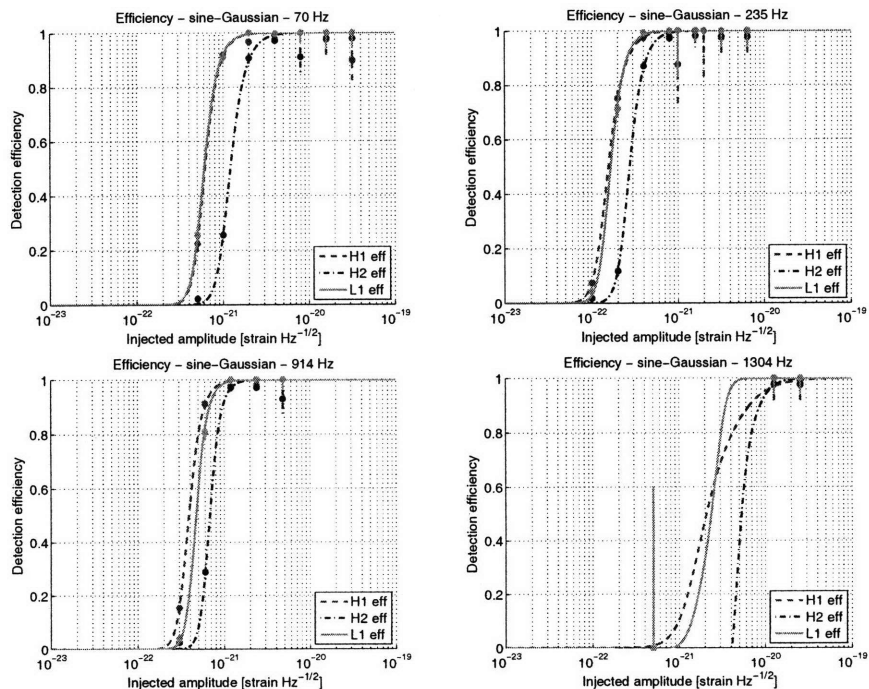 Efficiency – sine-Gaussian – 70 Hz
Detection efficiency
1
0.8
0.6
0.4
0.2
0
H1 eff
H2 eff
L1 eff
10^-23
10^-22
10^-21
10^-20
10^-19
Injected amplitude [strain Hz^-1/2]
Efficiency – sine-Gaussian – 235 Hz
Detection efficiency
1
0.8
0.6
0.4
0.2
0
H1 eff
H2 eff
L1 eff
10^-23
10^-22
10^-21
10^-20
10^-19
Injected amplitude [strain Hz^-1/2]
Efficiency – sine-Gaussian – 914 Hz
Detection efficiency
1
0.8
0.6
0.4
0.2
0
H1 eff
H2 eff
L1 eff
10^-23
10^-22
10^-21
10^-20
10^-19
Injected amplitude [strain Hz^-1/2]
Efficiency – sine-Gaussian – 1304 Hz
Detection efficiency
1
0.8
0.6
0.4
0.2
0
H1 eff
H2 eff
L1 eff
10^-23
10^-22
10^-21
10^-20
10^-19
Injected amplitude [strain Hz^-1/2]